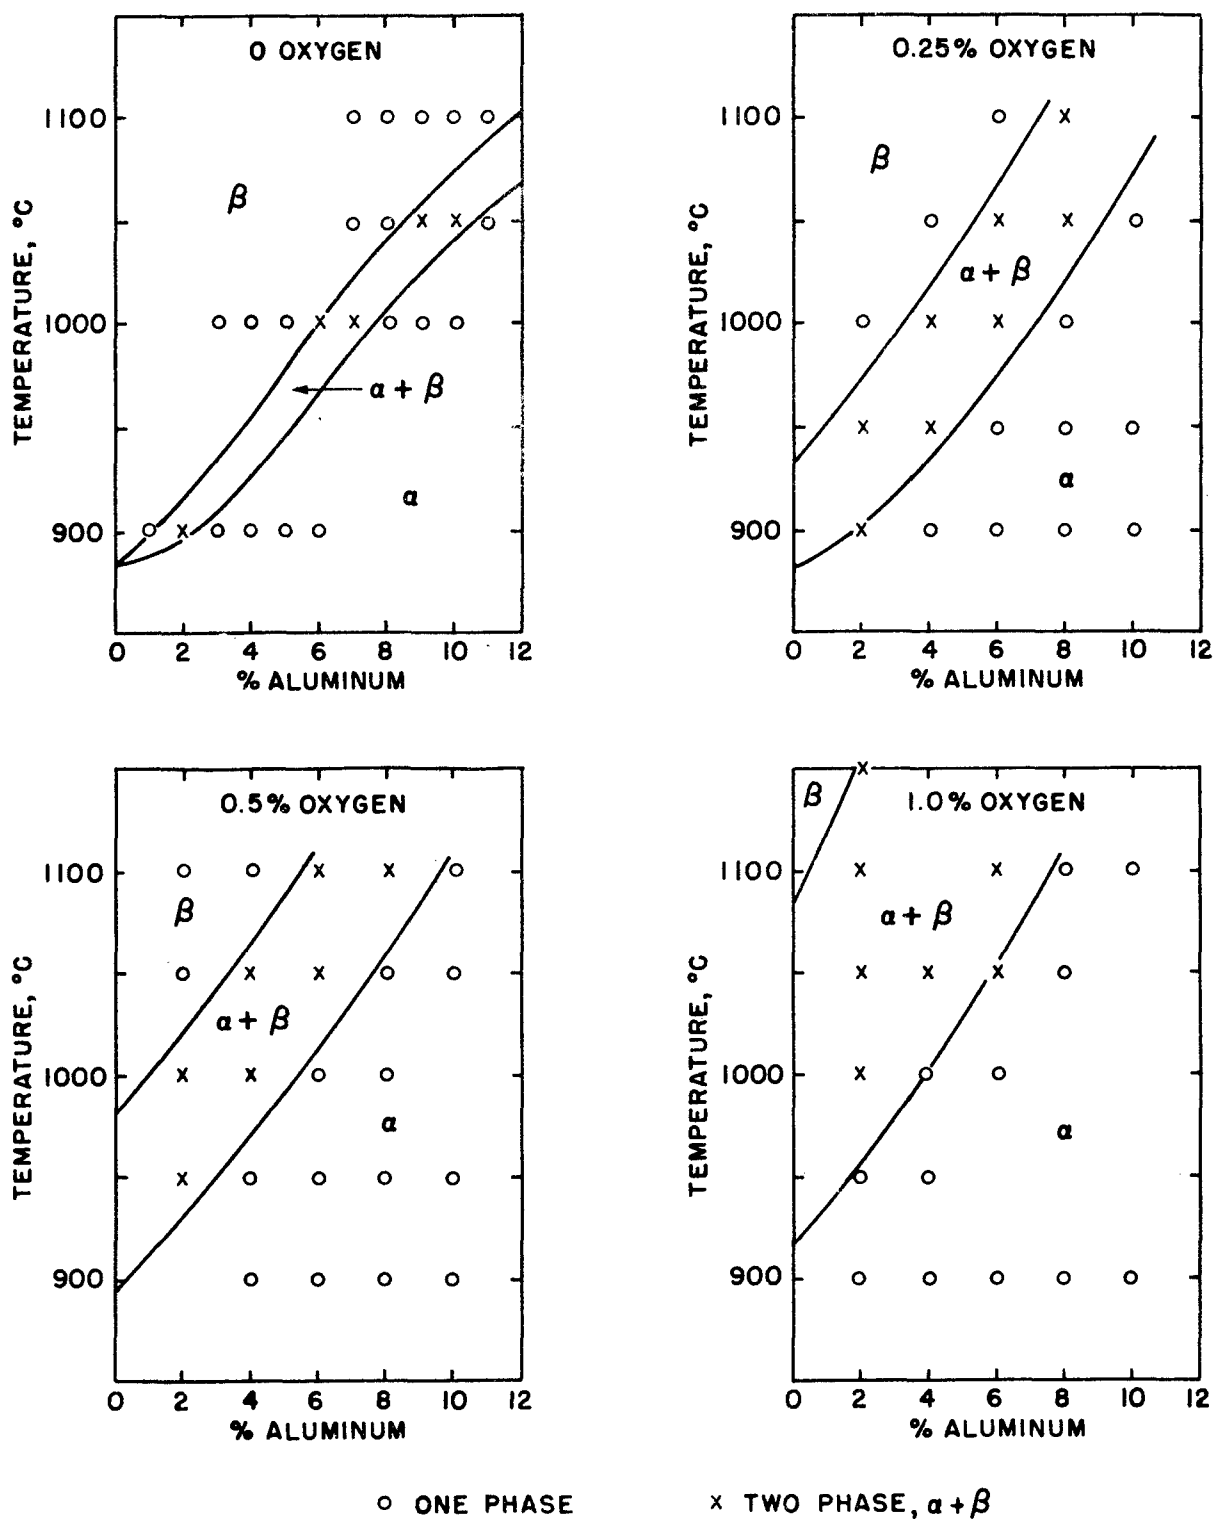 0 OXYGEN
1100
1000
900
TEMPERATURE, °C
β
α + β
α
0 2 4 6 8 10 12
% ALUMINUM
0.25% OXYGEN
1100
1000
900
TEMPERATURE, °C
β
α + β
α
0 2 4 6 8 10 12
% ALUMINUM
0.5% OXYGEN
1100
1000
900
TEMPERATURE, °C
β
α + β
α
0 2 4 6 8 10 12
% ALUMINUM
1.0% OXYGEN
1100
1000
900
TEMPERATURE, °C
β
α + β
α
0 2 4 6 8 10 12
% ALUMINUM
O ONE PHASE
X TWO PHASE, α + β